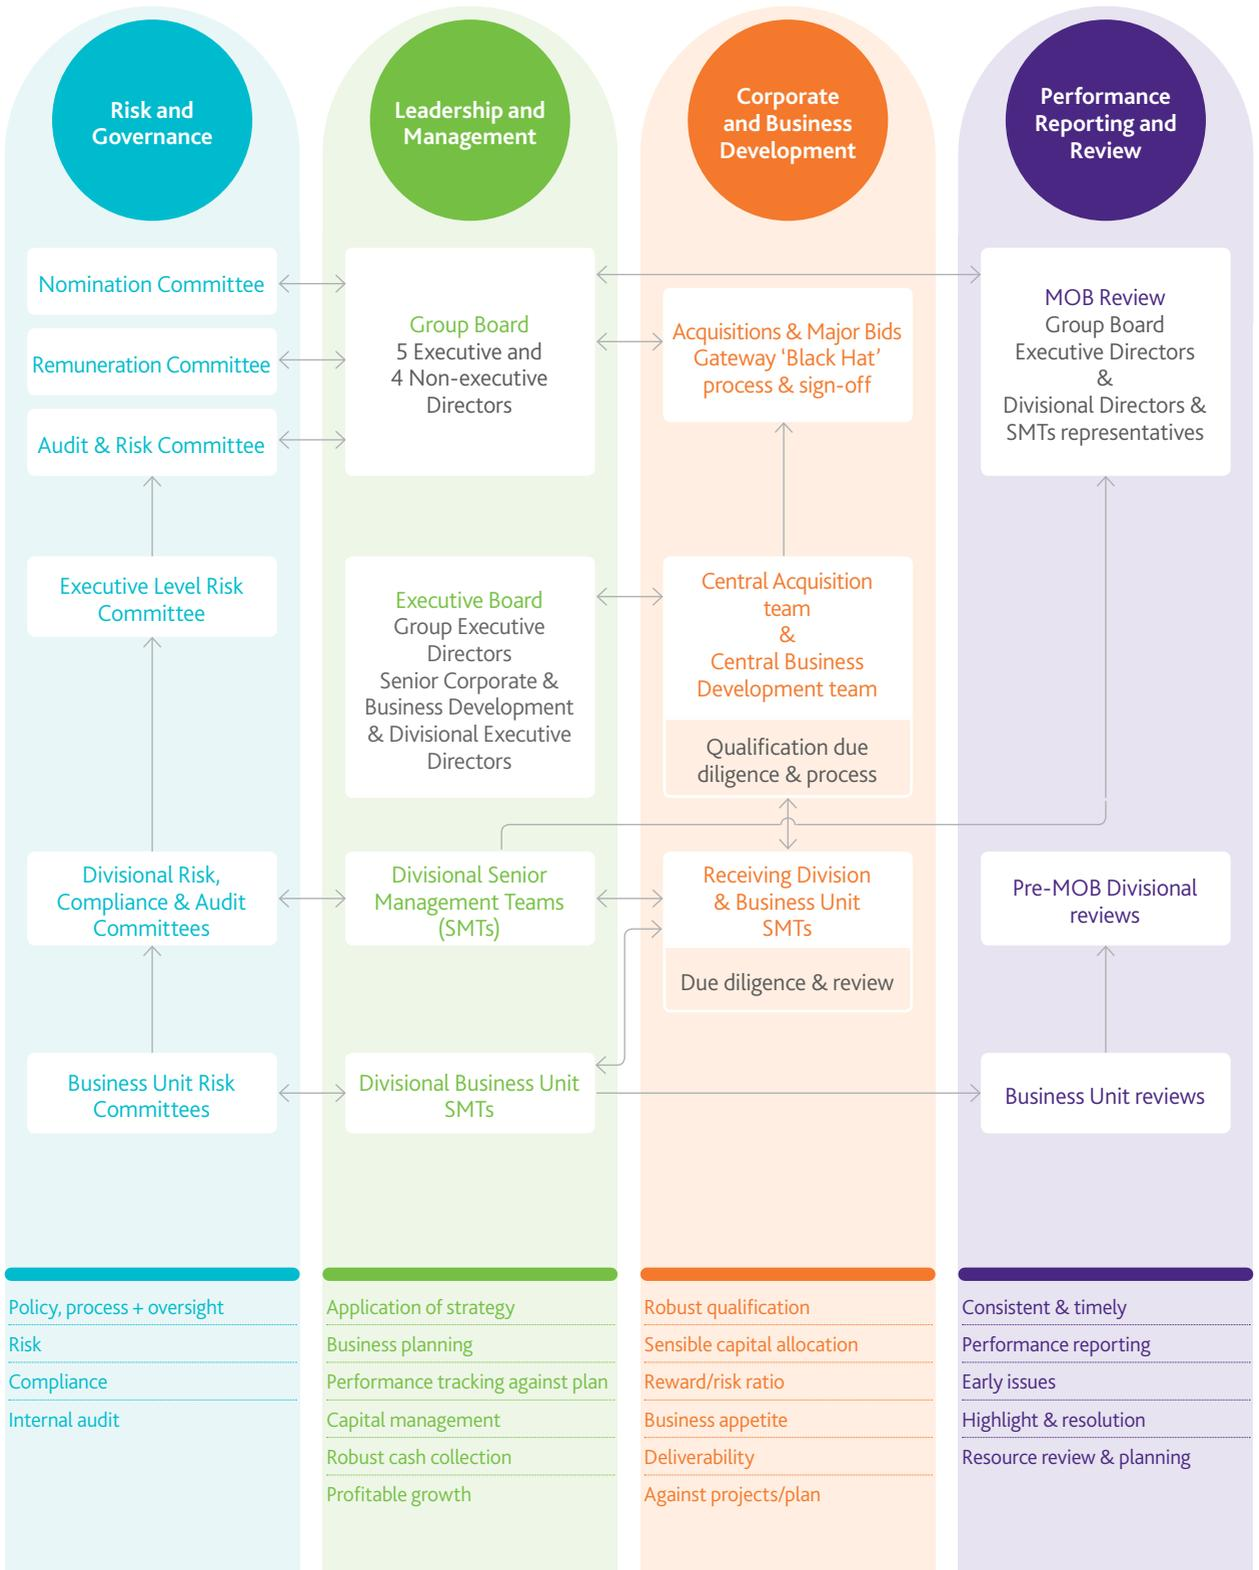 Risk and
Governance
Leadership and
Management
Corporate
and Business
Development
Performance
Reporting and
Review
Nomination Committee
Remuneration Committee
Audit & Risk Committee
Executive Level Risk
Committee
Divisional Risk,
Compliance & Audit
Committees
Business Unit Risk
Committees
Group Board
5 Executive and
4 Non-executive
Directors
Executive Board
Group Executive
Directors
Senior Corporate &
Business Development
& Divisional Executive
Directors
Divisional Senior
Management Teams
(SMTs)
Divisional Business Unit
SMTs
Acquisitions & Major Bids
Gateway ‘Black Hat’
process & sign-off
Central Acquisition
team
&
Central Business
Development team
Qualification due
diligence & process
Receiving Division
& Business Unit
SMTs
Due diligence & review
MOB Review
Group Board
Executive Directors
&
Divisional Directors &
SMTs representatives
Pre-MOB Divisional
reviews
Business Unit reviews
Policy, process + oversight
Risk
Compliance
Internal audit
Application of strategy
Business planning
Performance tracking against plan
Capital management
Robust cash collection
Profitable growth
Robust qualification
Sensible capital allocation
Reward/risk ratio
Business appetite
Deliverability
Against projects/plan
Consistent & timely
Performance reporting
Early issues
Highlight & resolution
Resource review & planning